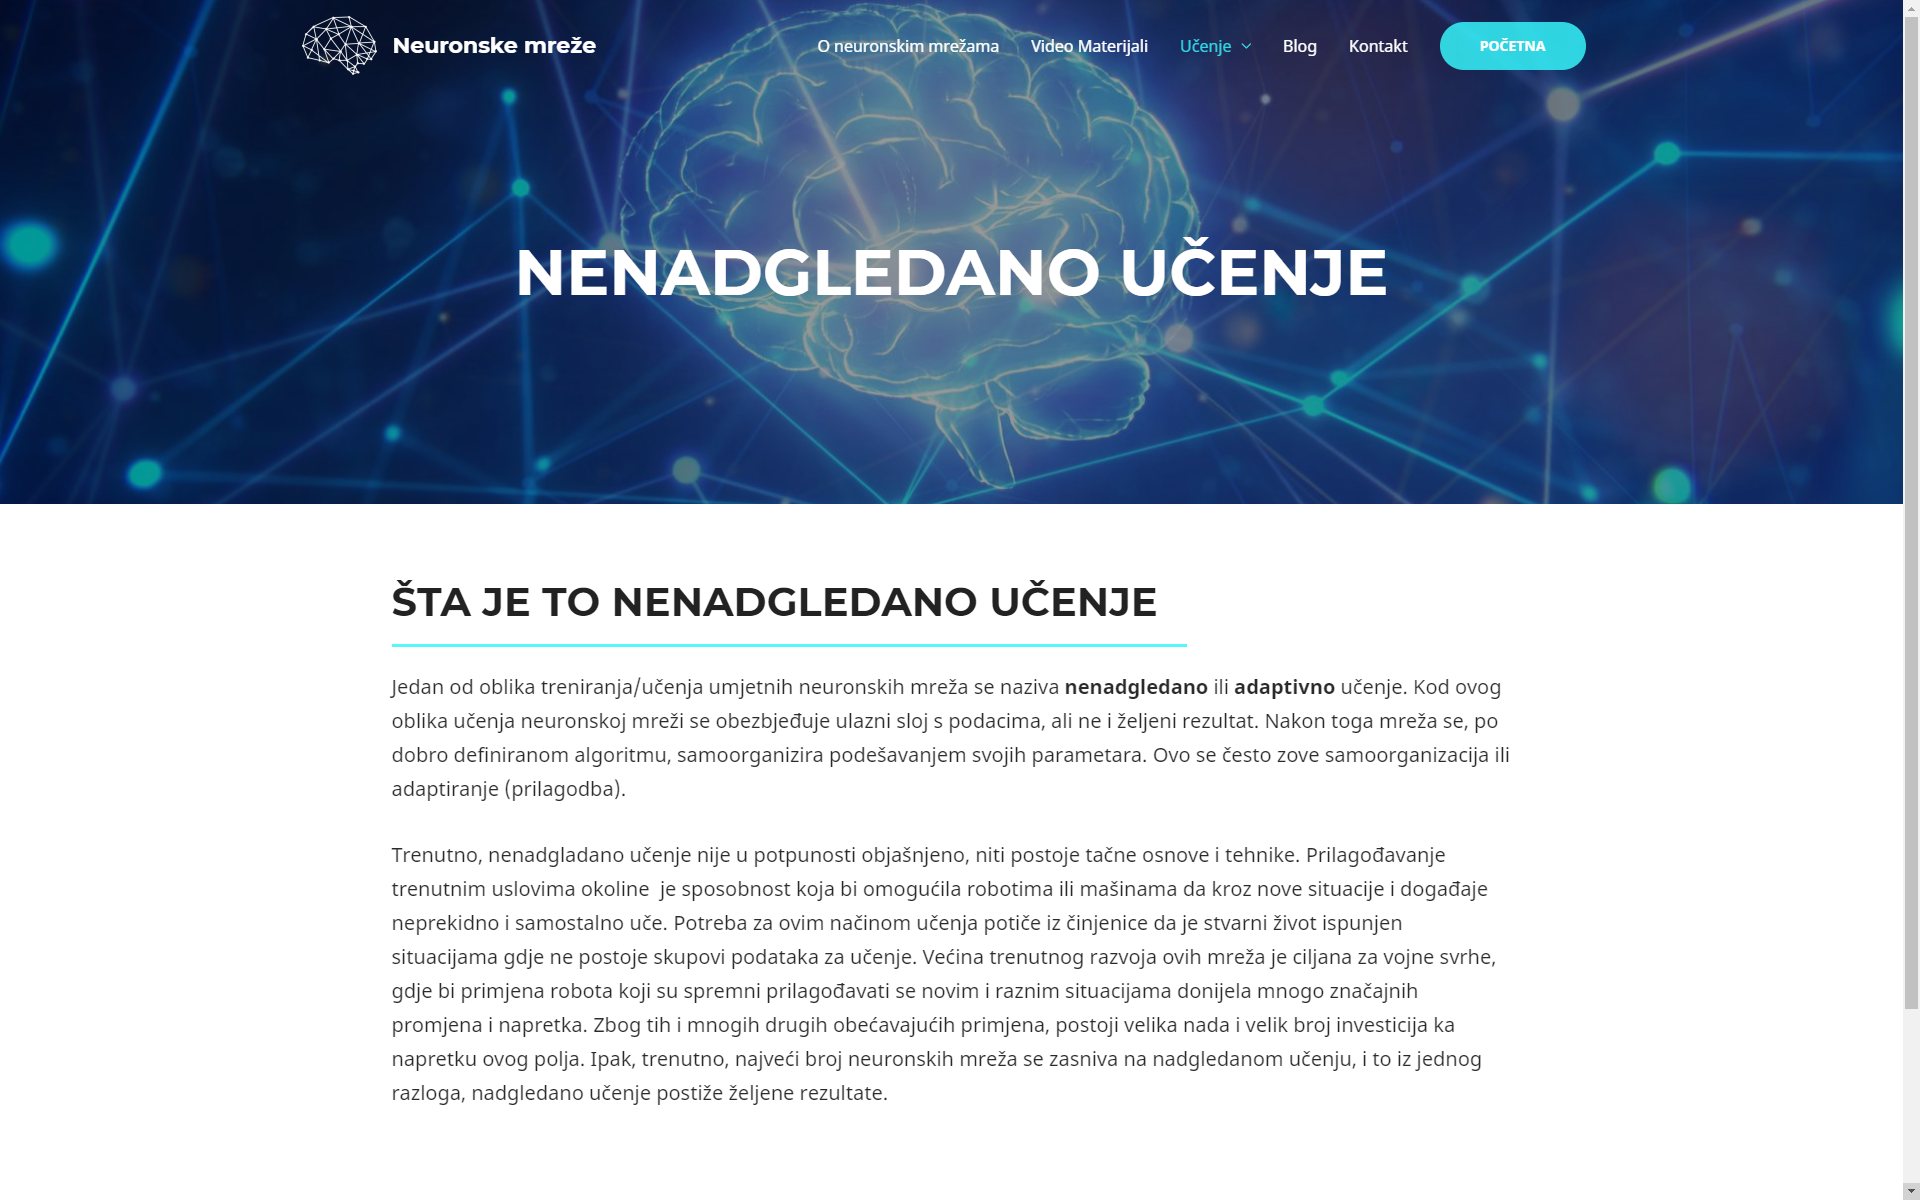 Neuronske mreže
O neuronskim mrežama
Video Materijali
Učenje
Blog
Kontakt
POČETNA
NENADGLEDANO UČENJE
ŠTA JE TO NENADGLEDANO UČENJE
Jedan od oblika treniranja/učenja umjetnih neuronskih mreža se naziva nenadgledano ili adaptivno učenje. Kod ovog
oblika učenja neuronskoj mreži se obezbjeđuje ulazni sloj s podacima, ali ne i željeni rezultat. Nakon toga mreža se, po
dobro definiranom algoritmu, samoorganizira podešavanjem svojih parametara. Ovo se često zove samoorganizacija ili
adaptiranje (prilagodba).
Trenutno, nenadgladano učenje nije u potpunosti objašnjeno, niti postoje tačne osnove i tehnike. Prilagođavanje
trenutnim uslovima okoline  je sposobnost koja bi omogućila robotima ili mašinama da kroz nove situacije i događaje
neprekidno i samostalno uče. Potreba za ovim načinom učenja potiče iz činjenice da je stvarni život ispunjen
situacijama gdje ne postoje skupovi podataka za učenje. Većina trenutnog razvoja ovih mreža je ciljana za vojne svrhe,
gdje bi primjena robota koji su spremni prilagođavati se novim i raznim situacijama donijela mnogo značajnih
promjena i napretka. Zbog tih i mnogih drugih obećavajućih primjena, postoji velika nada i velik broj investicija ka
napretku ovog polja. Ipak, trenutno, najveći broj neuronskih mreža se zasniva na nadgledanom učenju, i to iz jednog
razloga, nadgledano učenje postiže željene rezultate.